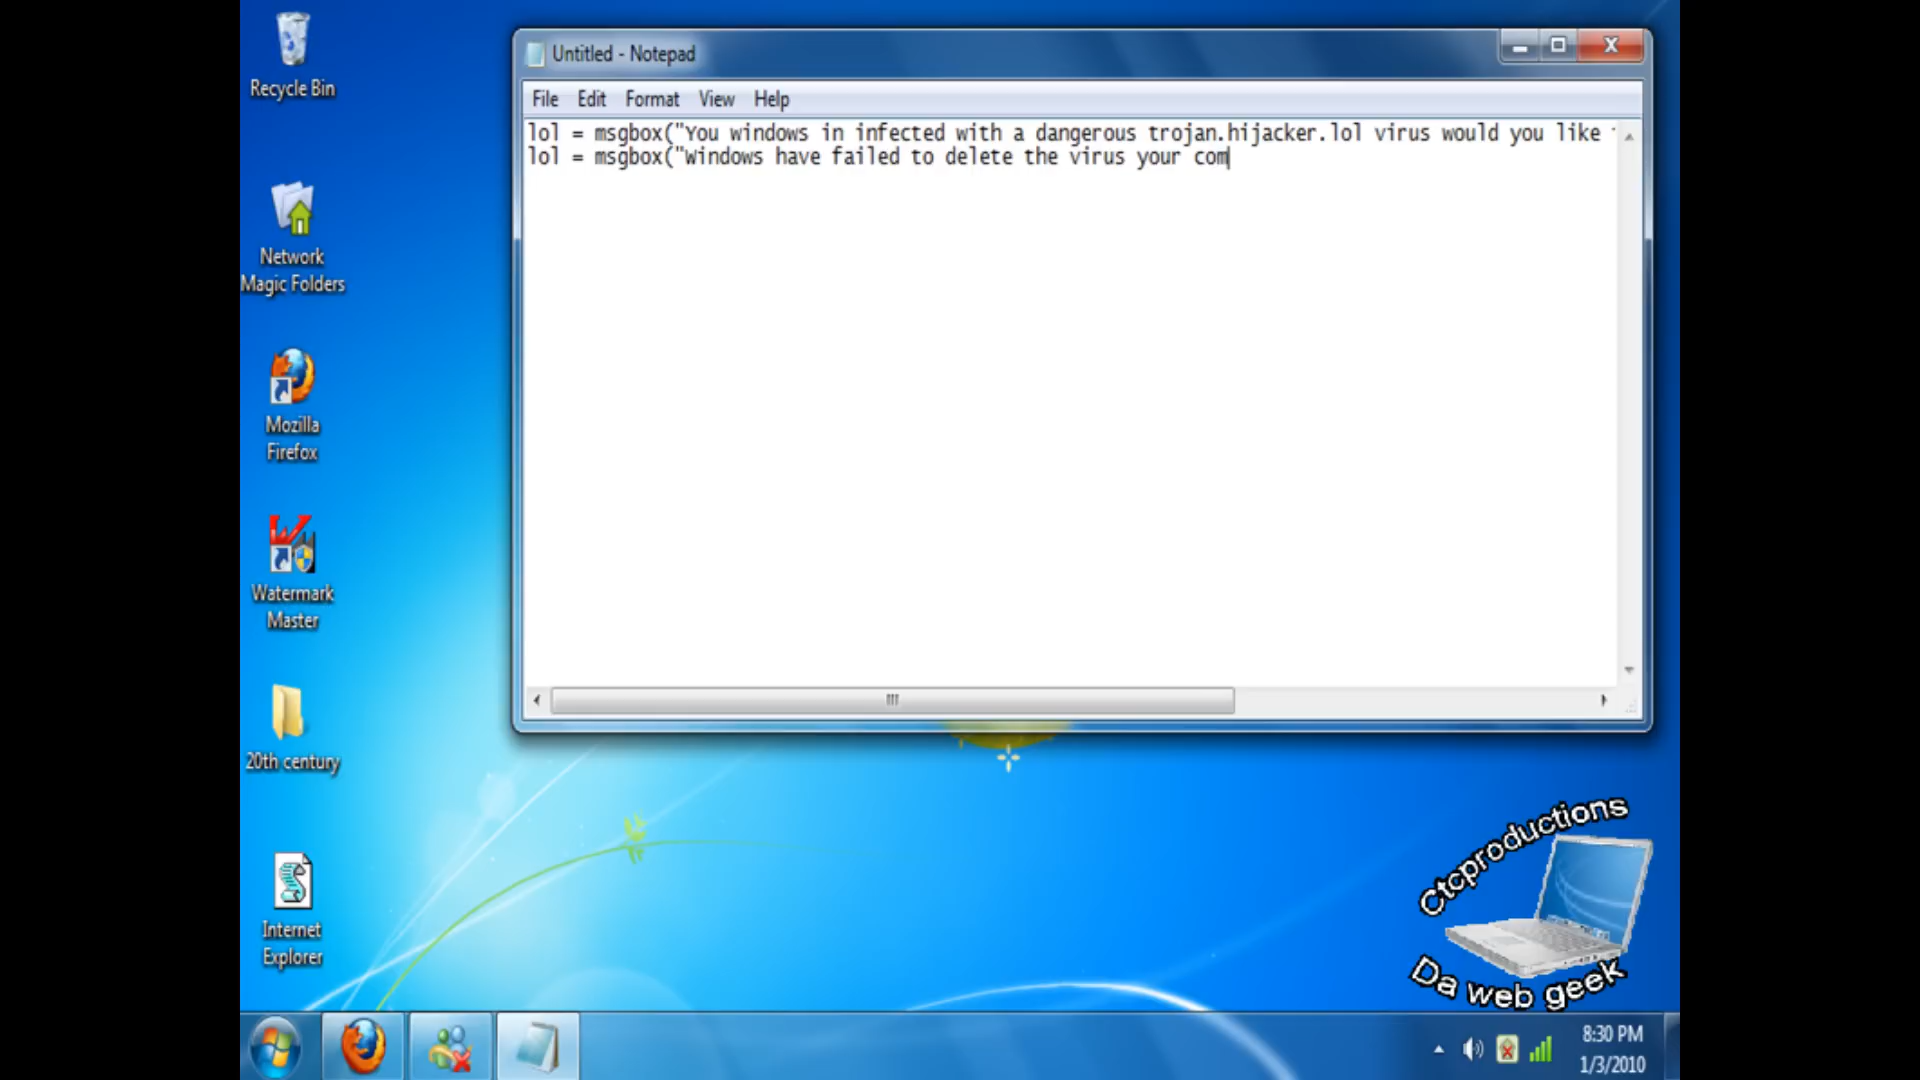 Recycle Bin
Network
Magic Folders
Mozilla
Firefox
Watermark
Master
20th century
Internet
Explorer
Untitled - Notepad
File Edit Format View Help
lol = msgbox("You windows in infected with a dangerous trojan.hijacker.lol virus would you like
lol = msgbox("Windows have failed to delete the virus your com
Ctcproductions
Da web geek
8:30 PM
1/3/2010